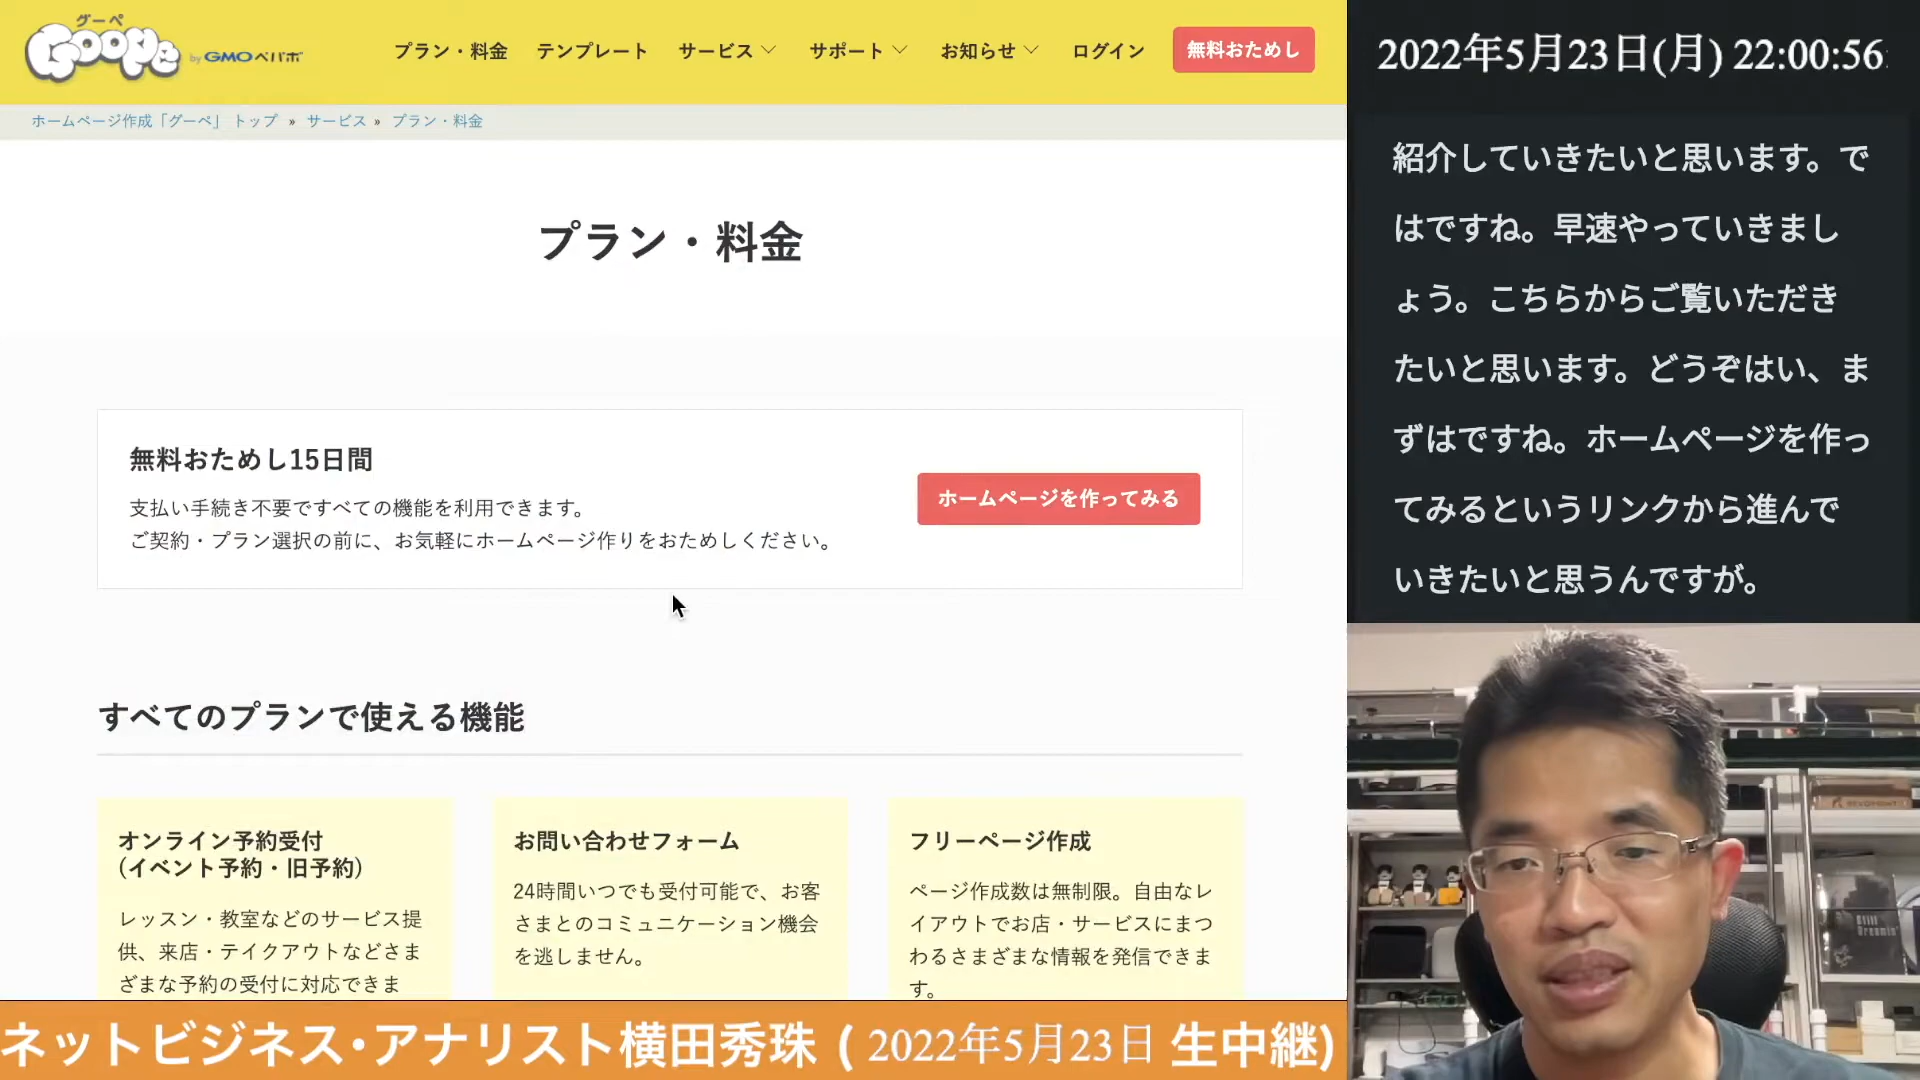 グーペ
Goope by GMOペパボ
プラン・料金 テンプレート サービス サポート お知らせ ログイン 無料おためし
ホームページ作成「グーペ」 トップ » サービス » プラン・料金
プラン・料金
無料おためし15日間
支払い手続き不要ですべての機能を利用できます。
ご契約・プラン選択の前に、お気軽にホームページ作りをおためしください。
ホームページを作ってみる
すべてのプランで使える機能
オンライン予約受付
(イベント予約・旧予約)
レッスン・教室などのサービス提
供、来店・テイクアウトなどさま
ざまな予約の受付に対応できま
お問い合わせフォーム
24時間いつでも受付可能で、お客
さまとのコミュニケーション機会
を逃しません。
フリーページ作成
ページ作成数は無制限。自由なレ
イアウトでお店・サービスにまつ
わるさまざまな情報を発信できま
す。
2022年5月23日(月) 22:00:56
紹介していきたいと思います。で
はですね。早速やっていきまし
ょう。こちらからご覧いただき
たいと思います。どうぞはい、ま
ずはですね。ホームページを作っ
てみるというリンクから進んで
いきたいと思うんですが。
ネットビジネス・アナリスト横田秀珠 ( 2022年5月23日 生中継)